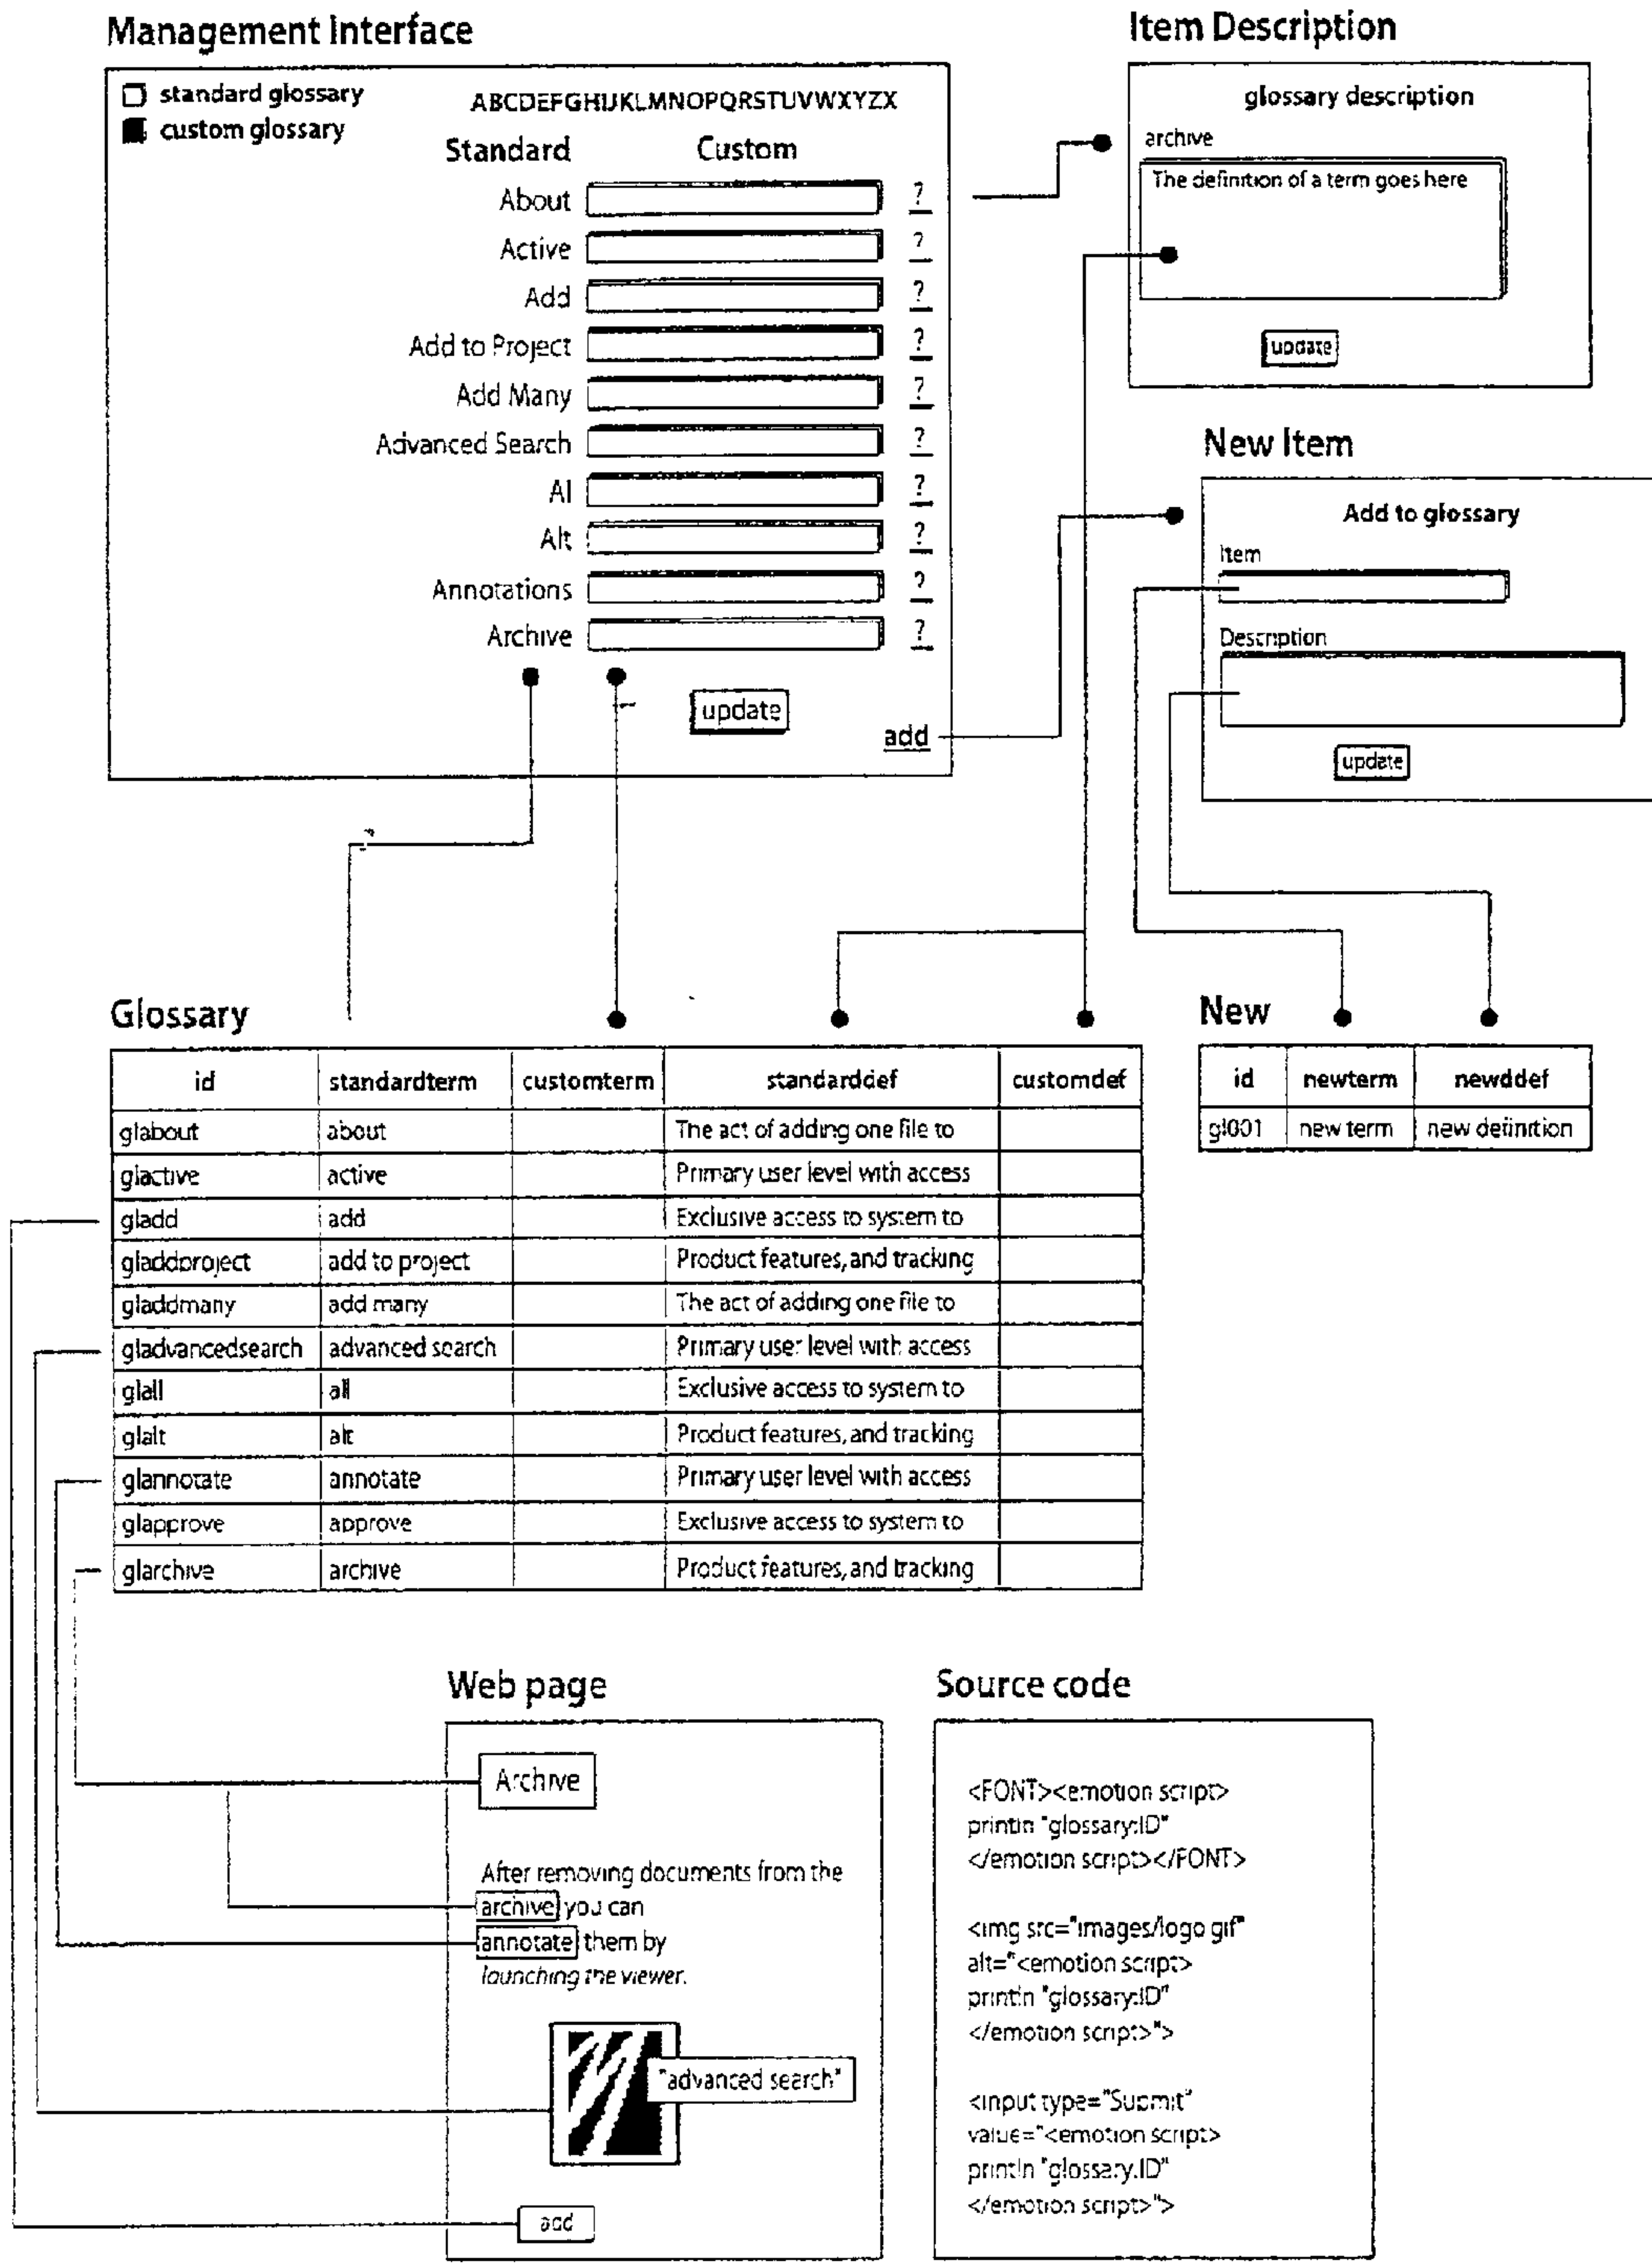 Management Interface
standard glossary
custom glossary
ABCDEFGHIJKLMNOPQRSTUVWXYZX
Standard Custom
About ?
Active ?
Add ?
Add to Project ?
Add Many ?
Advanced Search ?
Al ?
Alt ?
Annotations ?
Archive ?
update
add
Item Description
glossary description
archive
The definition of a term goes here
update
New Item
Add to glossary
Item
Description
update
Glossary
id standardterm customterm standarddef customdef
glabout about The act of adding one file to
glactive active Primary user level with access
gladd add Exclusive access to system to
gladdproject add to project Product features, and tracking
gladdmany add many The act of adding one file to
gladvancedsearch advanced search Primary user level with access
glall all Exclusive access to system to
glalt alt Product features, and tracking
glannotate annotate Primary user level with access
glapprove approve Exclusive access to system to
glarchive archive Product features, and tracking
New
id newterm newddef
gl001 new term new definition
Web page
Archive
After removing documents from the
archive you can
annotate them by
launching the viewer.
"advanced search"
add
Source code
<FONT><emotion script>
println "glossary:ID"
</emotion script></FONT>
<img src="images/logo gif"
alt="<emotion script>
println "glossary:ID"
</emotion script>">
<input type="Submit"
value="<emotion script>
println "glossary.ID"
</emotion script>">